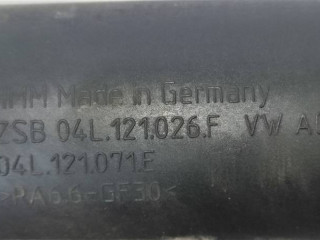 Made in Germany
ZSB 04L.121.026.F VW A
04L.121.071.E
>PA6.6-GF30<